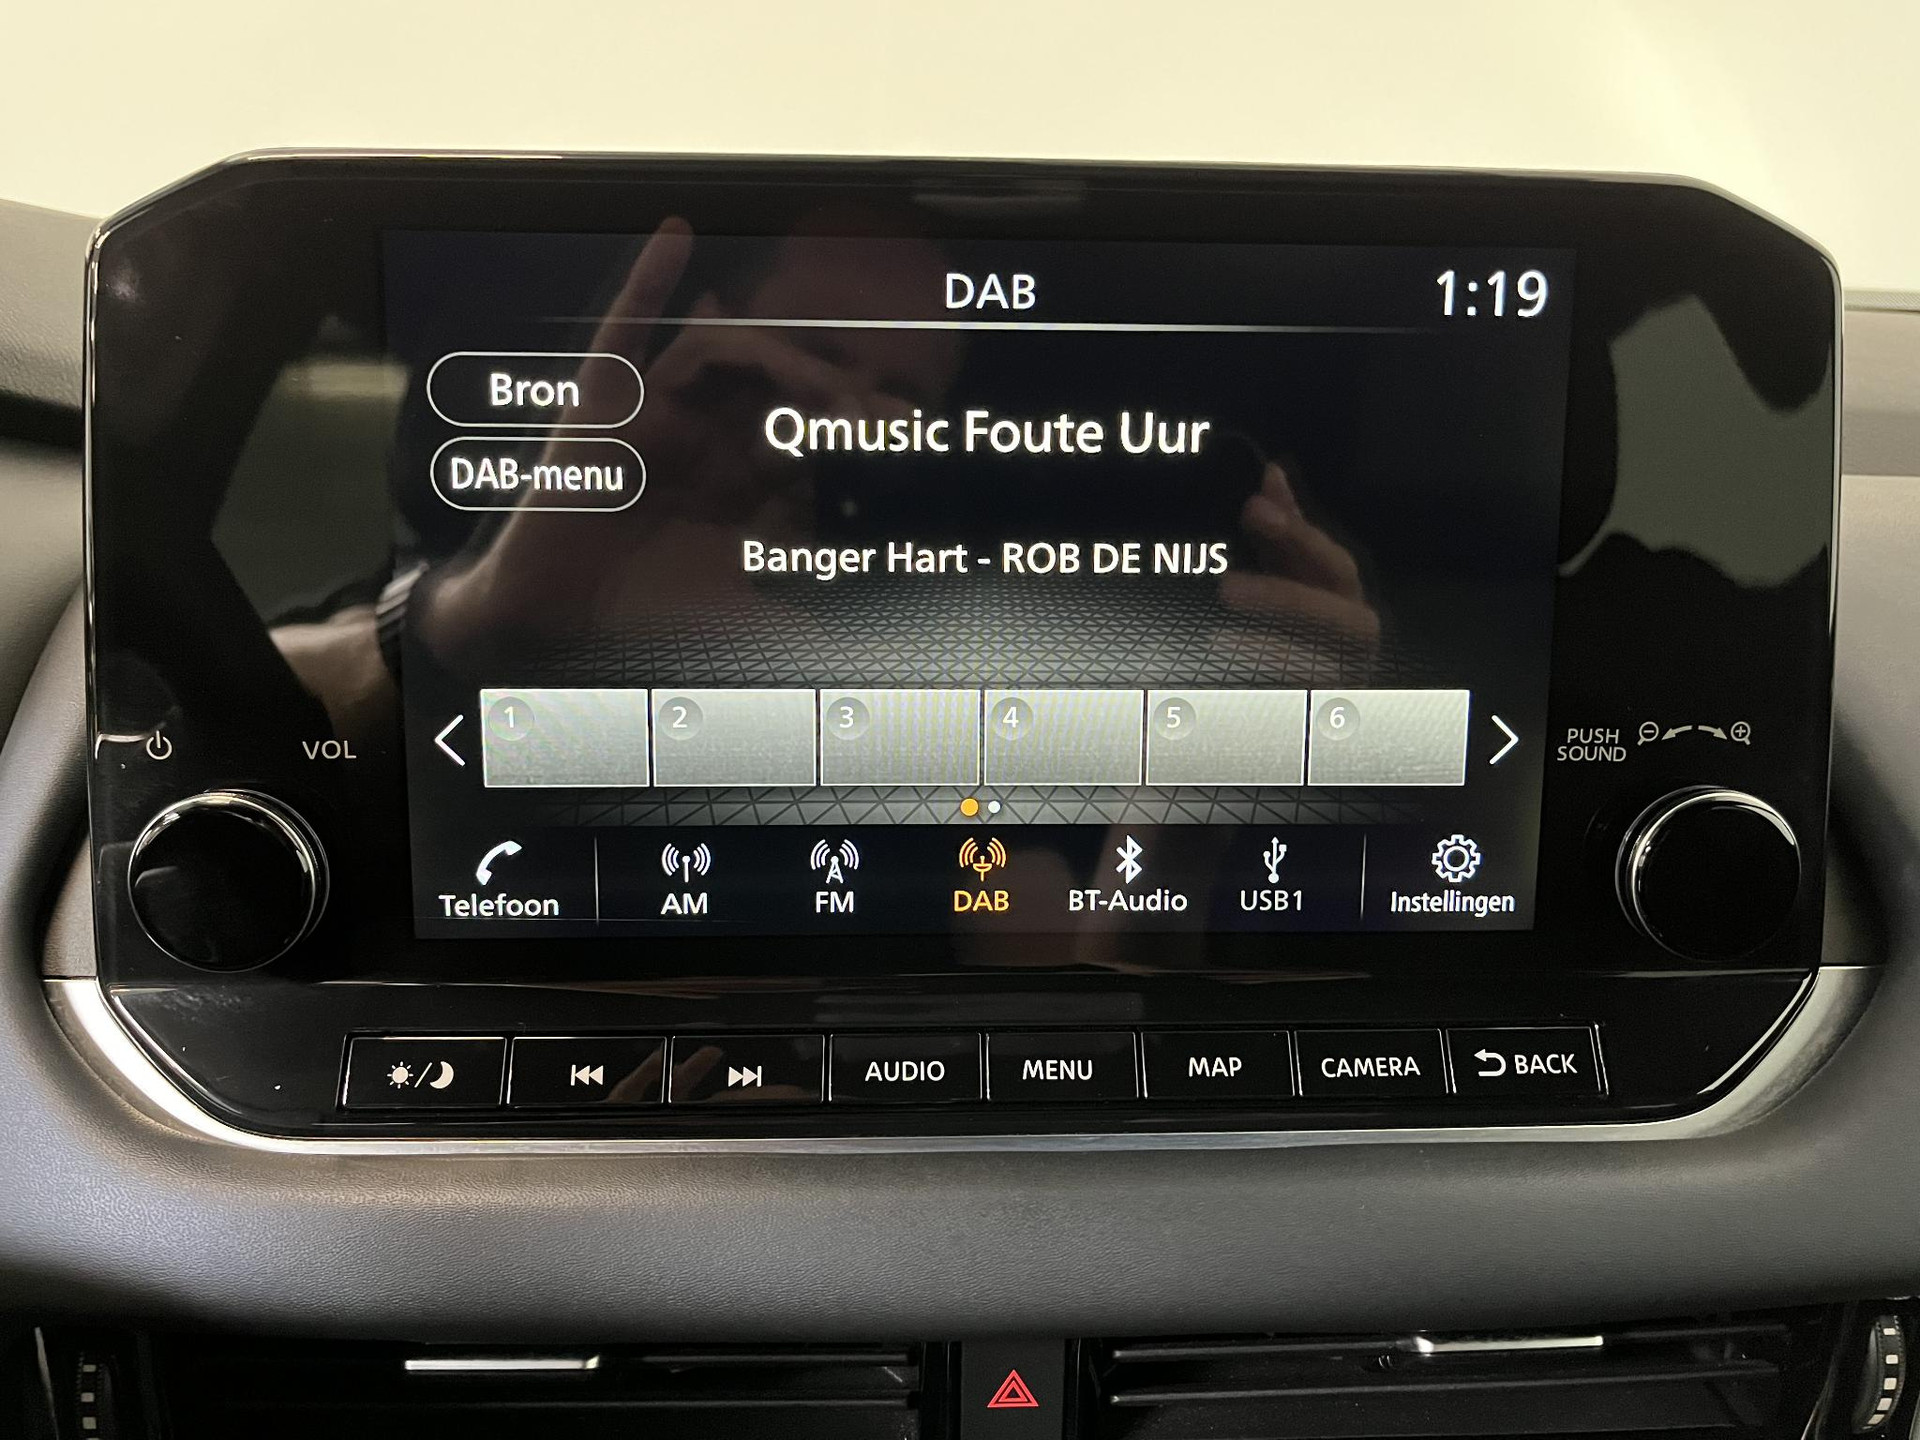 DAB
1:19
Bron
DAB-menu
Qmusic Foute Uur
Banger Hart - ROB DE NIJS
1 2 3 4 5 6
VOL
PUSH
SOUND
Telefoon AM FM DAB BT-Audio USB1 Instellingen
AUDIO MENU MAP CAMERA BACK